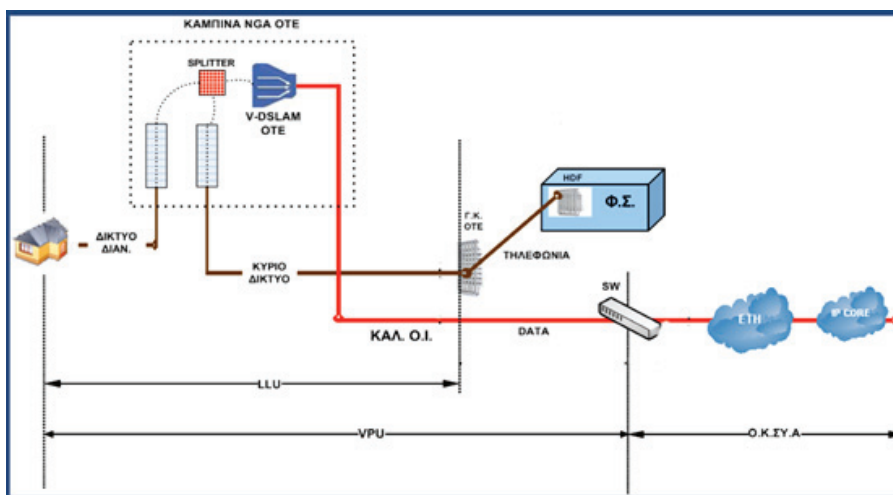 ΚΑΜΠΙΝΑ NGA ΟΤΕ
SPLITTER
V-DSLAM
ΟΤΕ
HDF
Φ.Σ.
Γ.Κ.
ΟΤΕ
ΔΙΚΤΥΟ
ΔΙΑΝ.
ΤΗΛΕΦΩΝΙΑ
ΚΥΡΙΟ
ΔΙΚΤΥΟ
SW
ETH
IP CORE
ΚΑΛ. Ο.Ι.
DATA
LLU
VPU
Ο.Κ.ΣΥ.Α